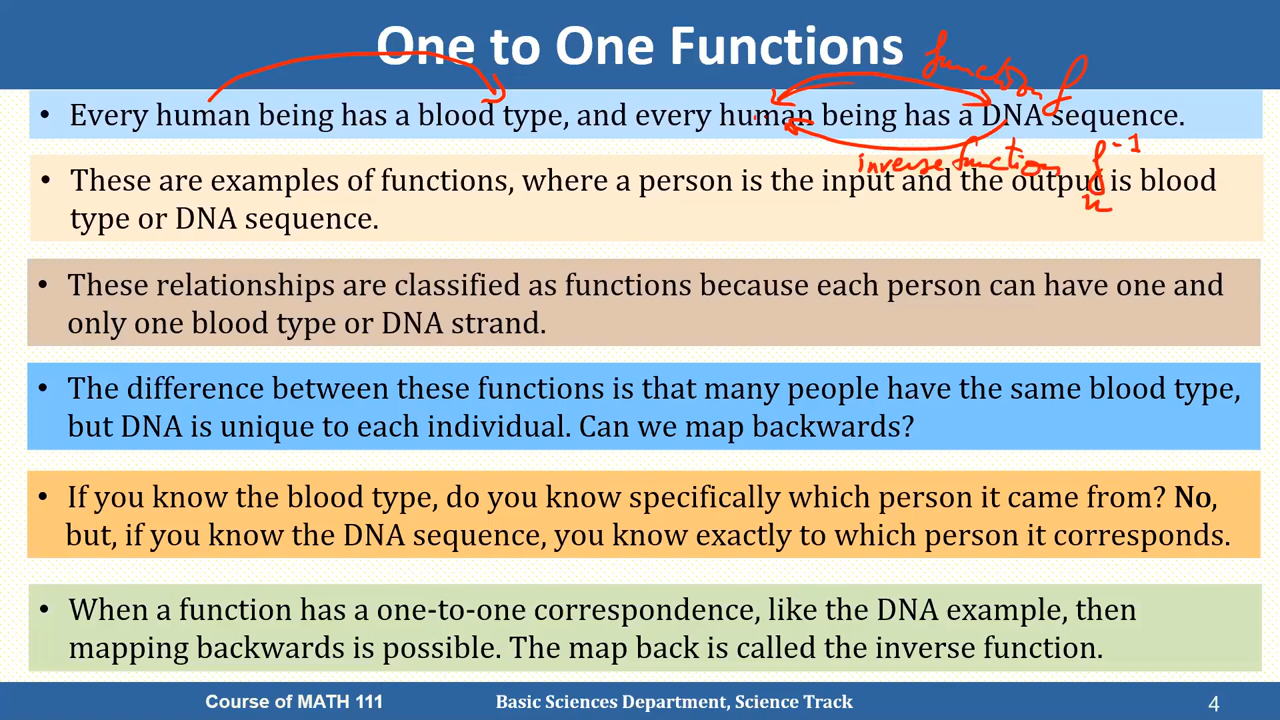 One to One Functions
function f
• Every human being has a blood type, and every human being has a DNA sequence.
inverse function f⁻¹
• These are examples of functions, where a person is the input and the output is blood
type or DNA sequence.
• These relationships are classified as functions because each person can have one and
only one blood type or DNA strand.
• The difference between these functions is that many people have the same blood type,
but DNA is unique to each individual. Can we map backwards?
• If you know the blood type, do you know specifically which person it came from? No,
but, if you know the DNA sequence, you know exactly to which person it corresponds.
• When a function has a one-to-one correspondence, like the DNA example, then
mapping backwards is possible. The map back is called the inverse function.
Course of MATH 111
Basic Sciences Department, Science Track
4